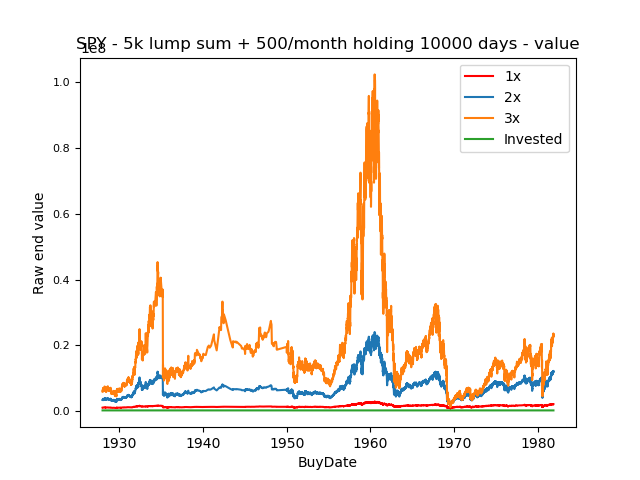 SPY - 5k lump sum + 500/month holding 10000 days - value
1e8
1.0
0.8
0.6
0.4
0.2
0.0
Raw end value
1x
2x
3x
Invested
1930
1940
1950
1960
1970
1980
BuyDate